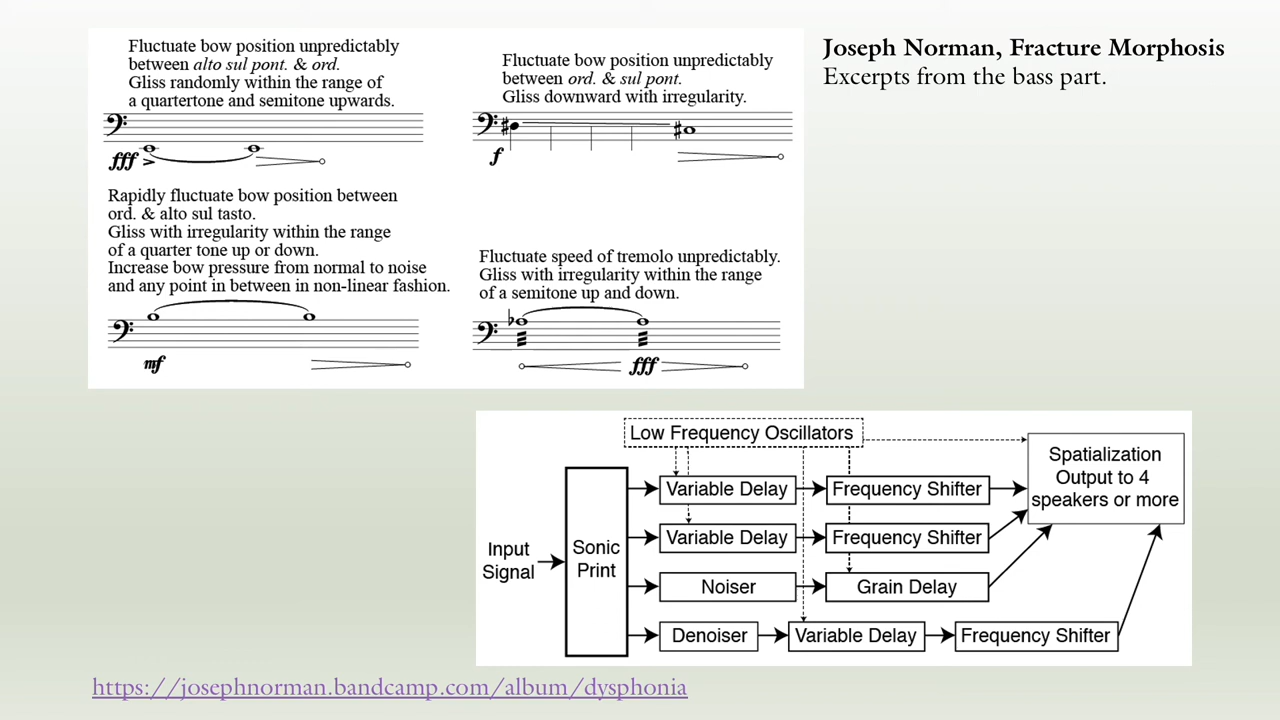 Fluctuate bow position unpredictably
between alto sul pont. & ord.
Gliss randomly within the range of
a quartertone and semitone upwards.
fff
Fluctuate bow position unpredictably
between ord. & sul pont.
Gliss downward with irregularity.
f
Joseph Norman, Fracture Morphosis
Excerpts from the bass part.
Rapidly fluctuate bow position between
ord. & alto sul tasto.
Gliss with irregularity within the range
of a quarter tone up or down.
Increase bow pressure from normal to noise
and any point in between in non-linear fashion.
mf
Fluctuate speed of tremolo unpredictably.
Gliss with irregularity within the range
of a semitone up and down.
fff
Low Frequency Oscillators
Input
Signal
Sonic
Print
Variable Delay
Frequency Shifter
Variable Delay
Frequency Shifter
Noiser
Grain Delay
Denoiser
Variable Delay
Frequency Shifter
Spatialization
Output to 4
speakers or more
https://josephnorman.bandcamp.com/album/dysphonia